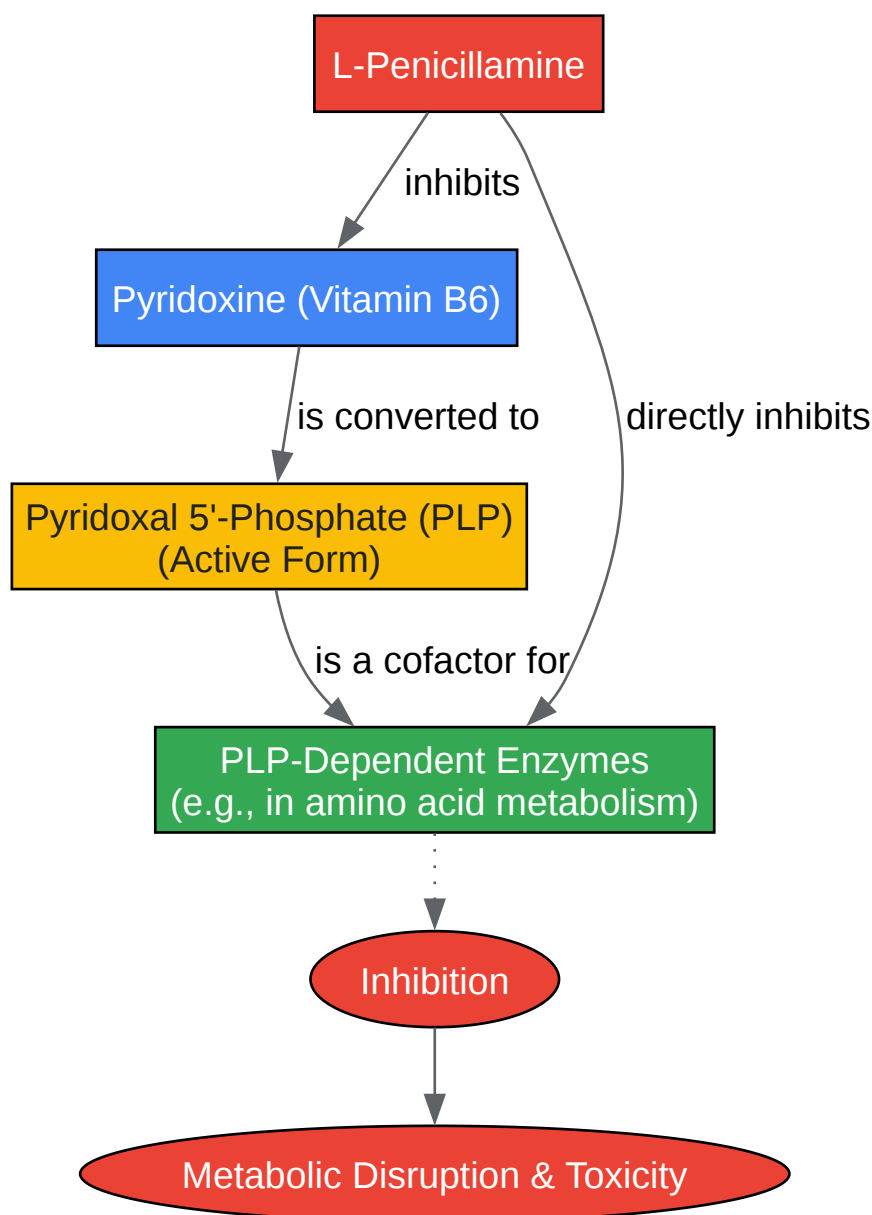 L-Penicillamine
inhibits
Pyridoxine (Vitamin B6)
is converted to
directly inhibits
Pyridoxal 5'-Phosphate (PLP)
(Active Form)
is a cofactor for
PLP-Dependent Enzymes
(e.g., in amino acid metabolism)
Inhibition
Metabolic Disruption & Toxicity